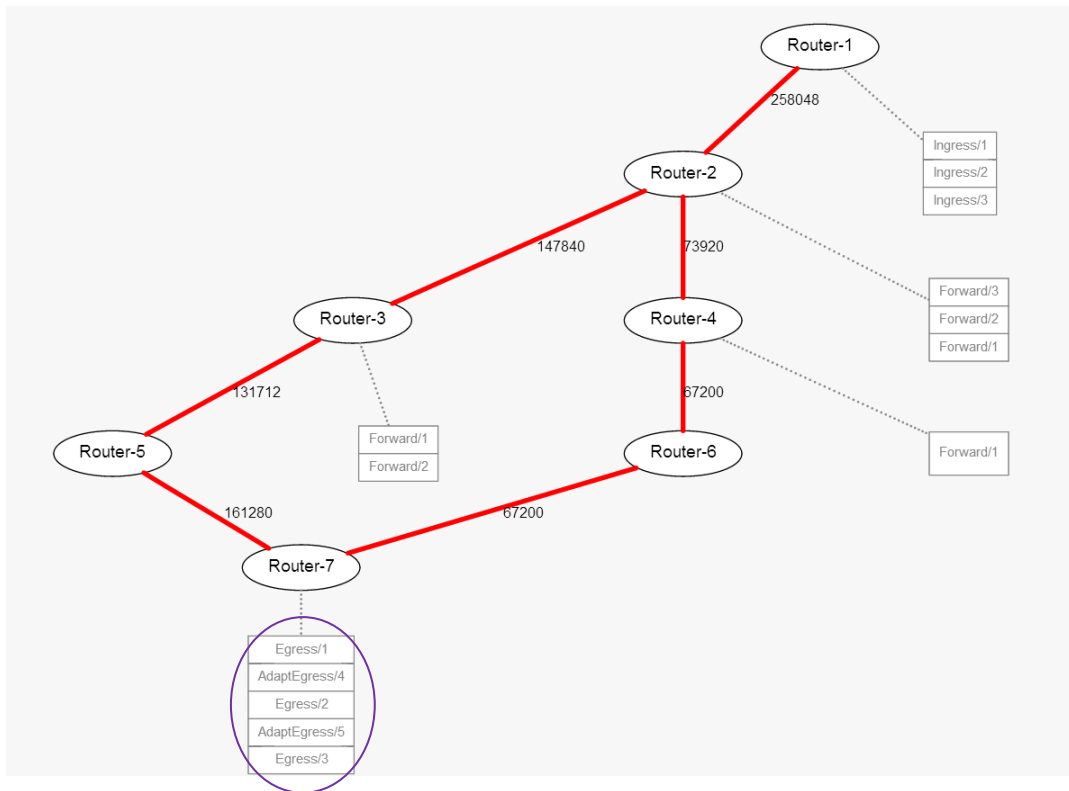 Router-1
258048
Ingress/1
Ingress/2
Ingress/3
Router-2
147840
73920
Forward/3
Forward/2
Forward/1
Router-3
Router-4
131712
67200
Forward/1
Forward/2
Forward/1
Router-5
Router-6
161280
67200
Router-7
Egress/1
AdaptEgress/4
Egress/2
AdaptEgress/5
Egress/3